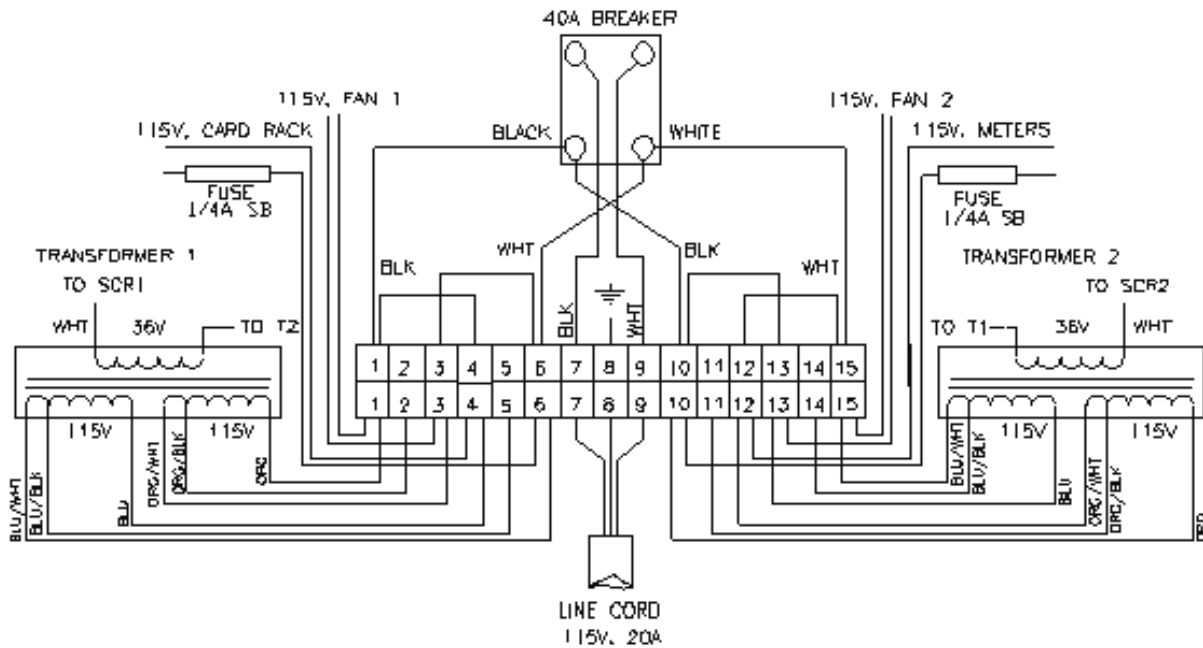 40A BREAKER
115V, FAN 1
115V, FAN 2
115V, CARD RACK
BLACK
WHITE
115V, METERS
FUSE
1/4A SB
FUSE
1/4A SB
WHT
BLK
TRANSFORMER 1
TRANSFORMER 2
BLK
WHT
TO SCR1
TO SCR2
BLK
WHT
WHT
36V
TO T2
TO T1
36V
WHT
1 2 3 4 5 6 7 8 9 10 11 12 13 14 15
1 2 3 4 5 6 7 8 9 10 11 12 13 14 15
115V
115V
115V
115V
BLU/WHT
BLU/BLK
BLU
ORG/WHT
ORG/BLK
ORG
BLU/WHT
BLU/BLK
BLU
ORG/WHT
ORG/BLK
ORG
LINE CORD
115V, 20A